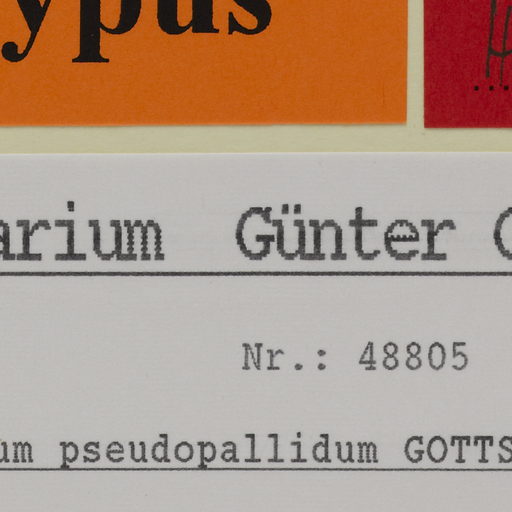 ypus
arium Günter G
Nr.: 48805
um pseudopallidum GOTTS